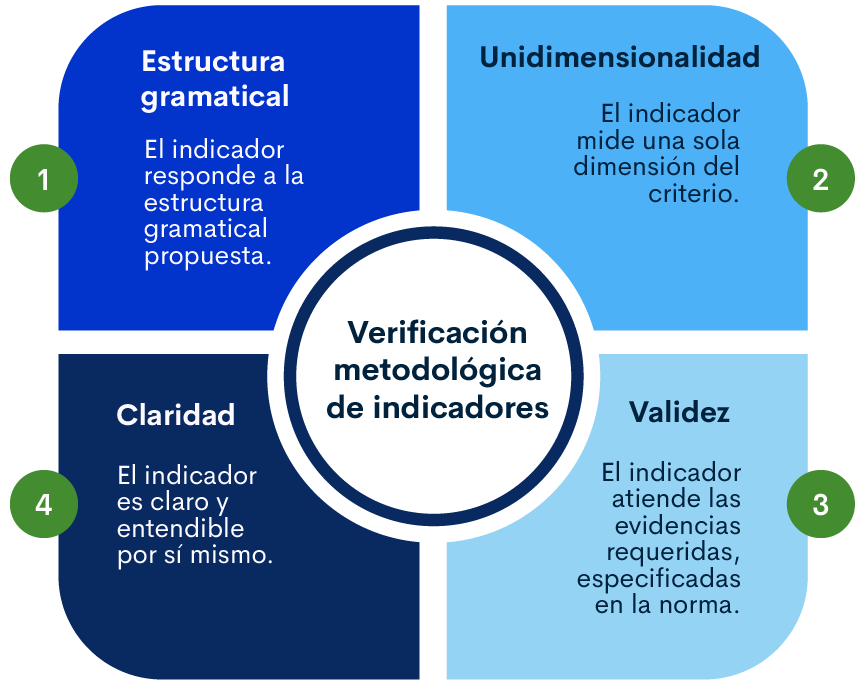 Estructura
gramatical
El indicador
responde a la
estructura
gramatical
propuesta.
1
Unidimensionalidad
El indicador
mide una sola
dimensión del
criterio.
2
Verificación
metodológica
de indicadores
Validez
El indicador
atiende las
evidencias
requeridas,
especificadas
en la norma.
3
Claridad
El indicador
es claro y
entendible
por sí mismo.
4